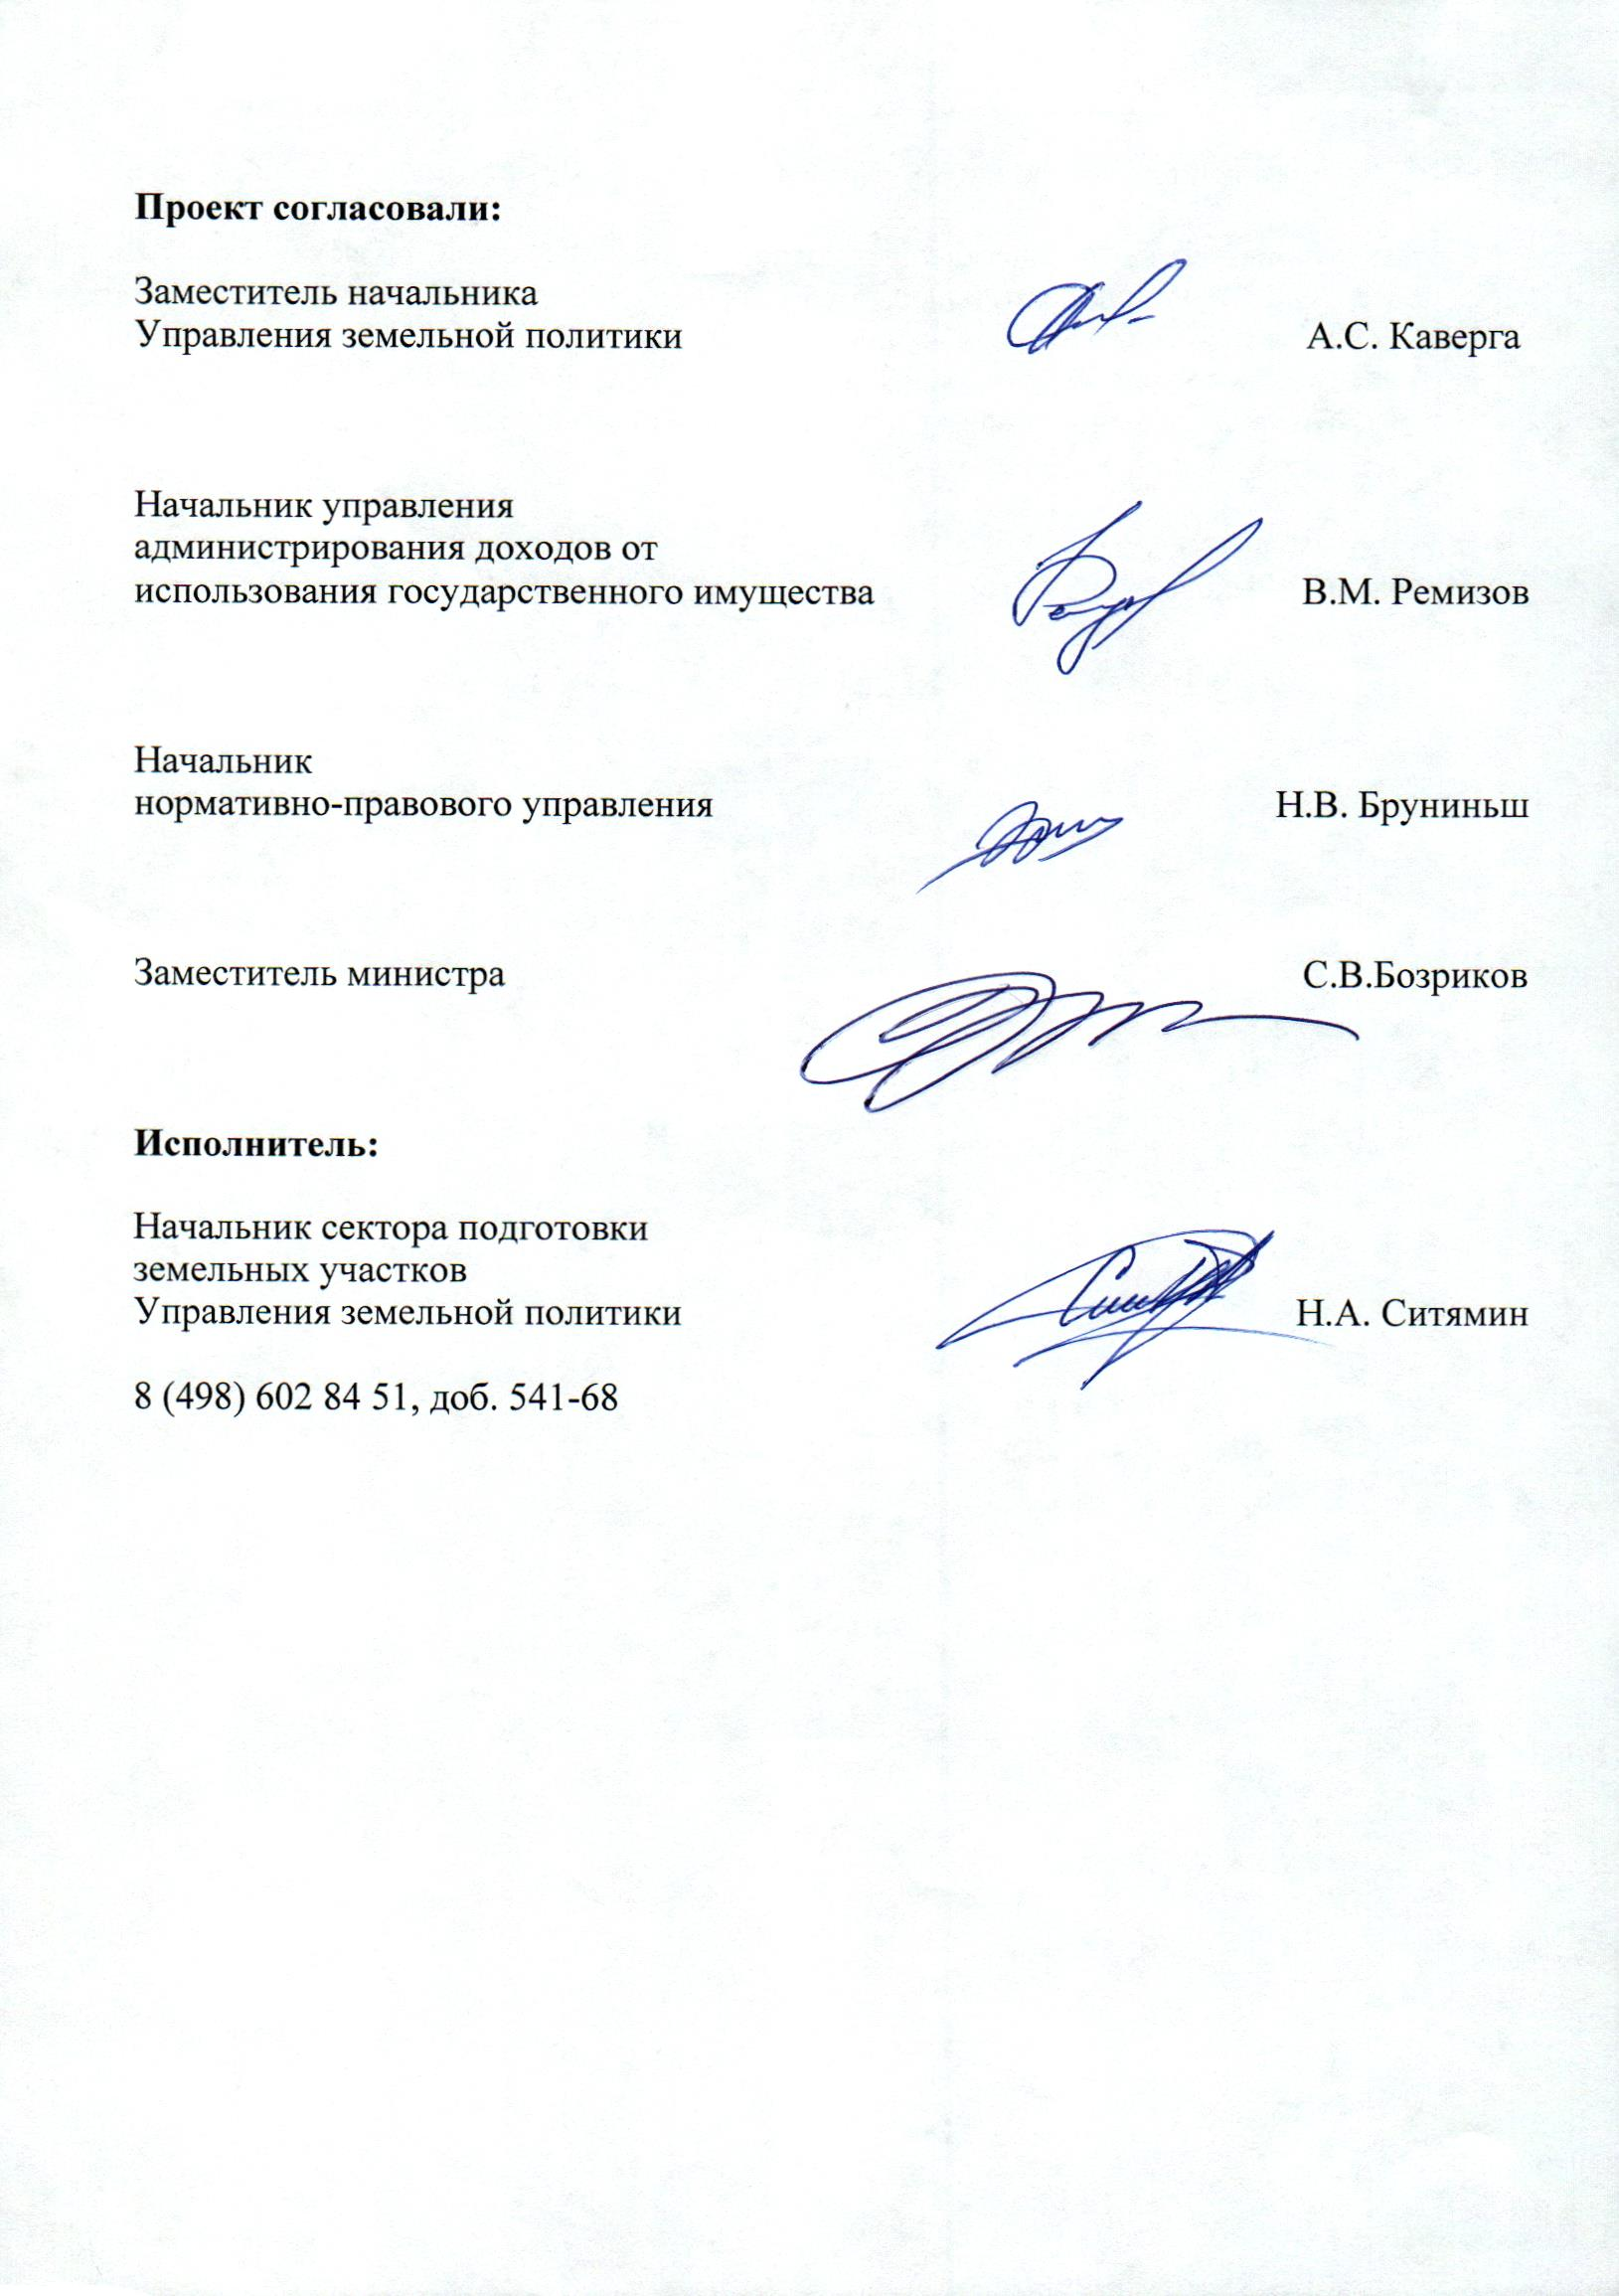 Проект согласовали:
Заместитель начальника
Управления земельной политики А.С. Каверга
Начальник управления
администрирования доходов от
использования государственного имущества В.М. Ремизов
Начальник
нормативно-правового управления Н.В. Бруниньш
Заместитель министра С.В.Бозриков
Исполнитель:
Начальник сектора подготовки
земельных участков
Управления земельной политики Н.А. Ситямин
8 (498) 602 84 51, доб. 541-68